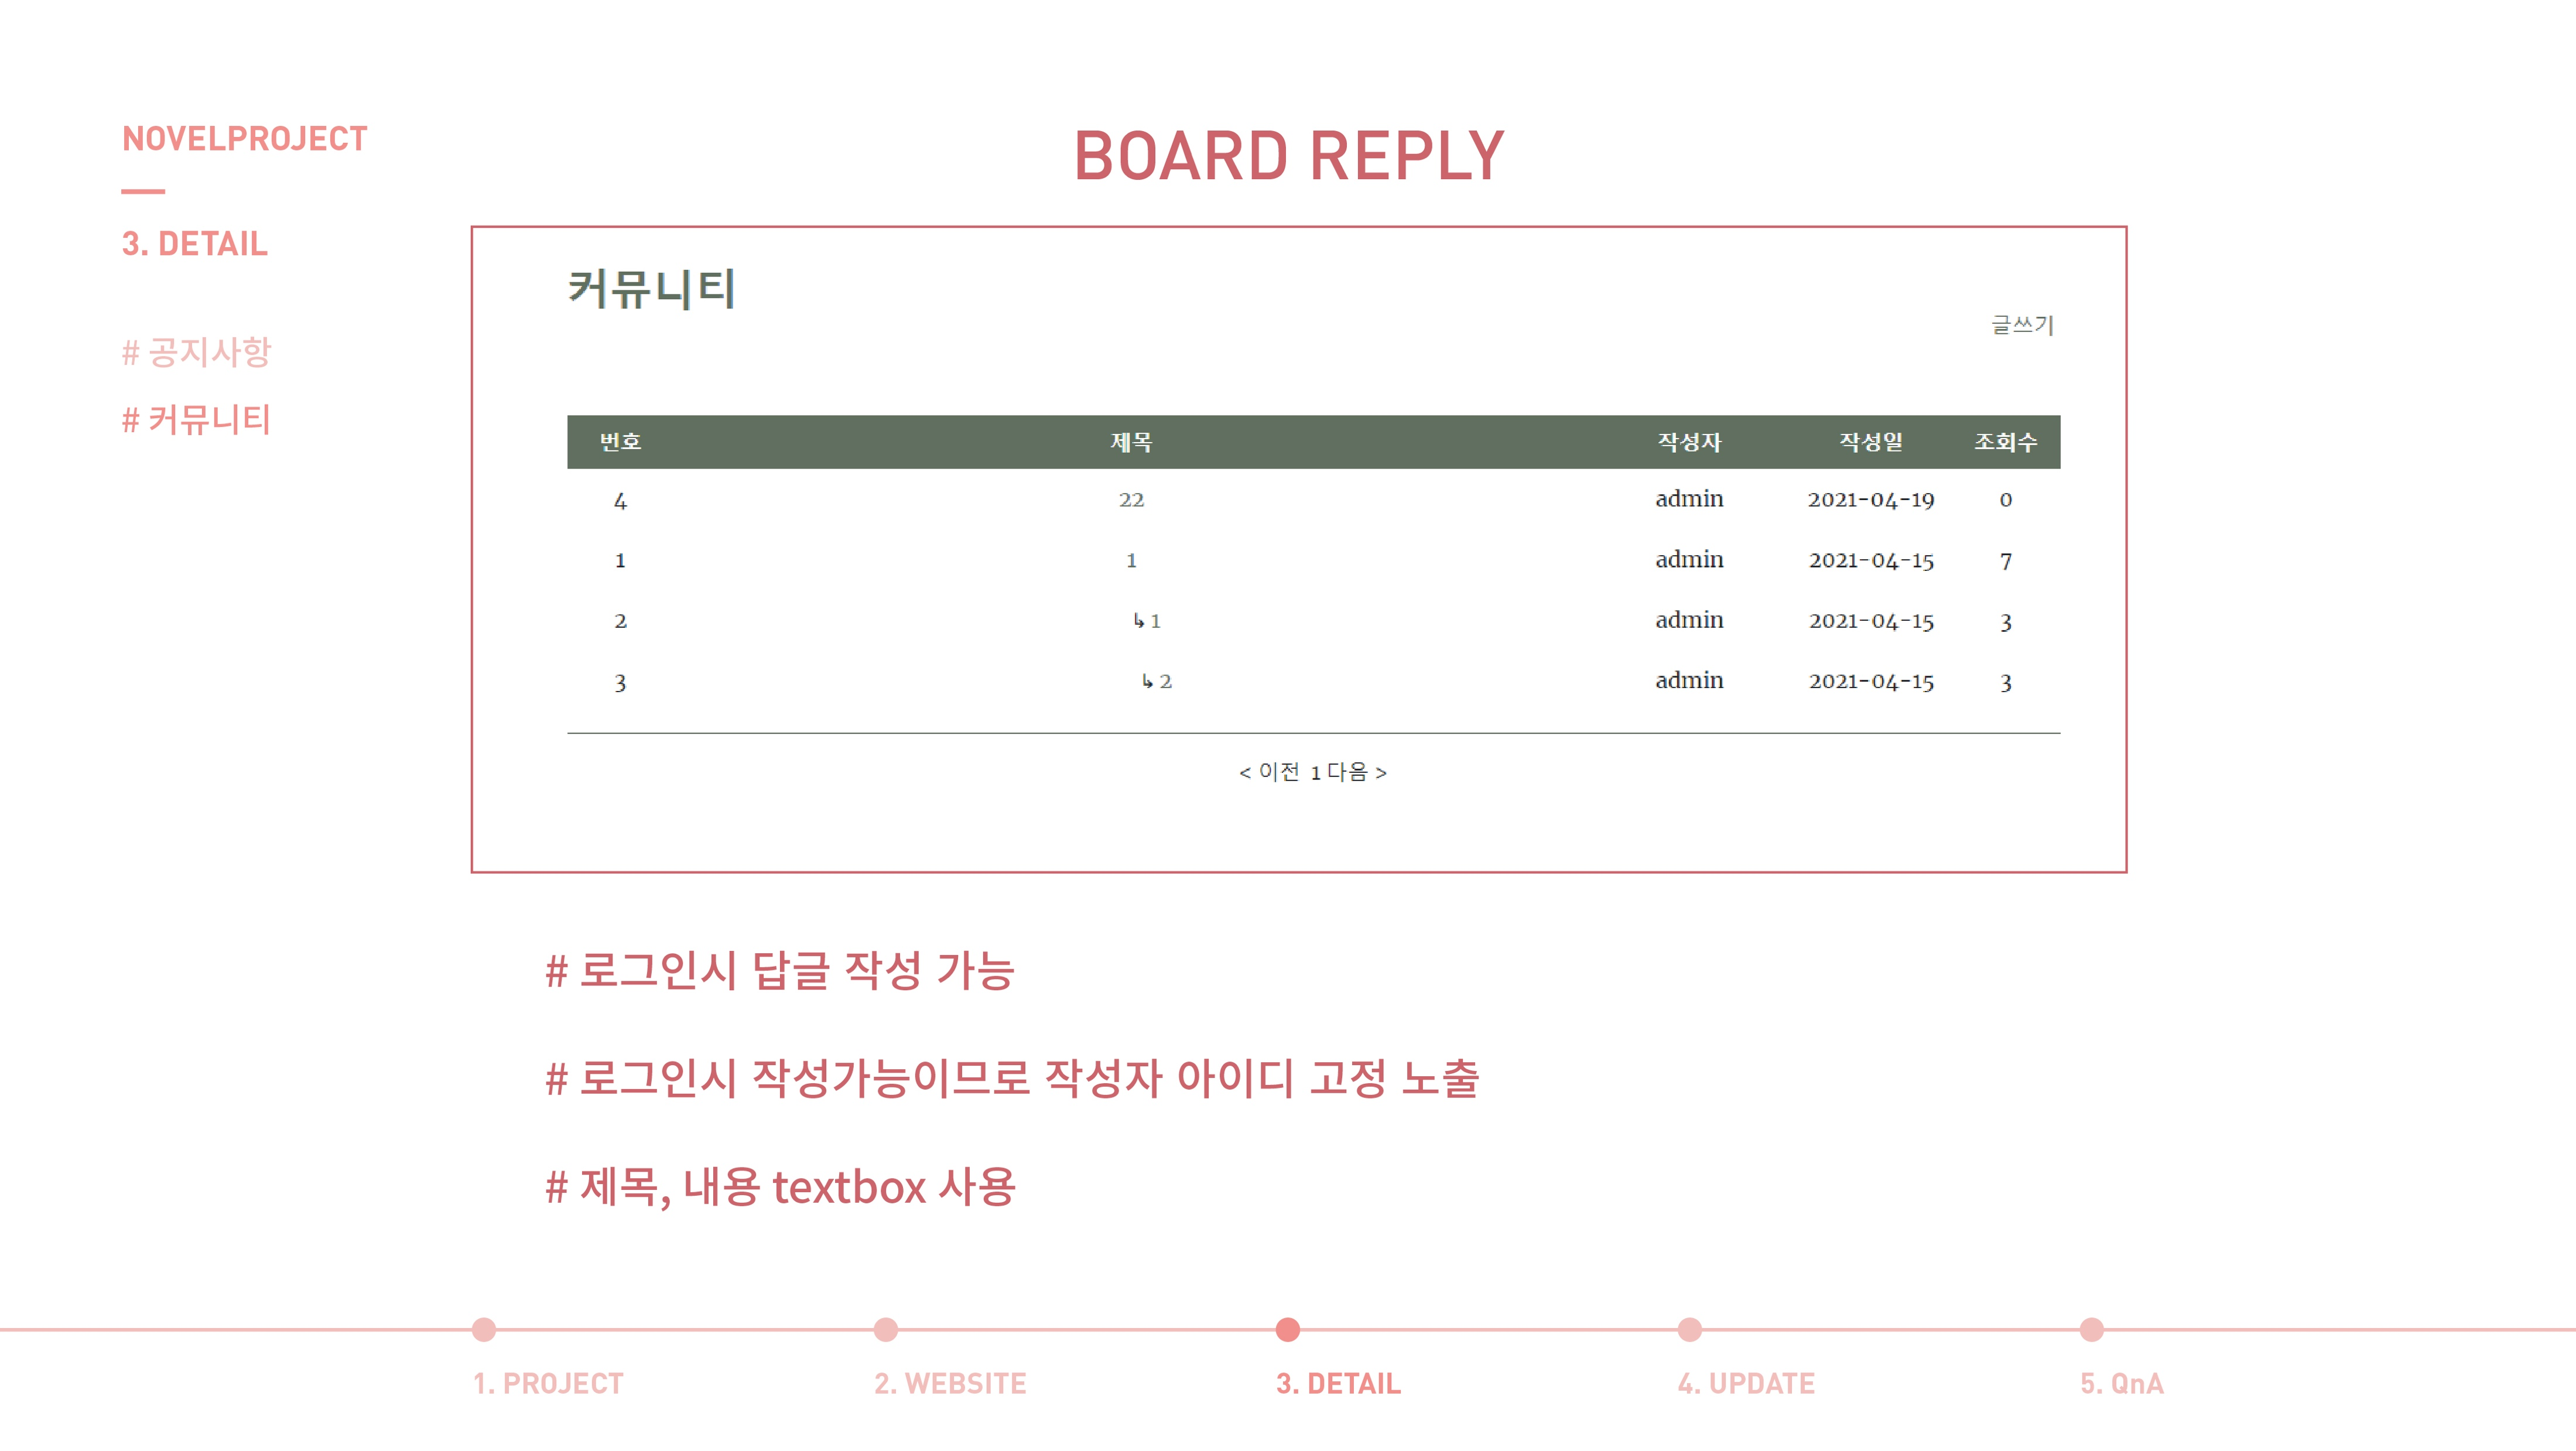 NOVELPROJECT
3. DETAIL
# 공지사항
# 커뮤니티
BOARD REPLY
커뮤니티
글쓰기
번호 제목 작성자 작성일 조회수
4 22 admin 2021-04-19 0
1 1 admin 2021-04-15 7
2 ↳1 admin 2021-04-15 3
3 ↳2 admin 2021-04-15 3
< 이전 1 다음 >
# 로그인시 답글 작성 가능
# 로그인시 작성가능이므로 작성자 아이디 고정 노출
# 제목, 내용 textbox 사용
1. PROJECT 2. WEBSITE 3. DETAIL 4. UPDATE 5. QnA